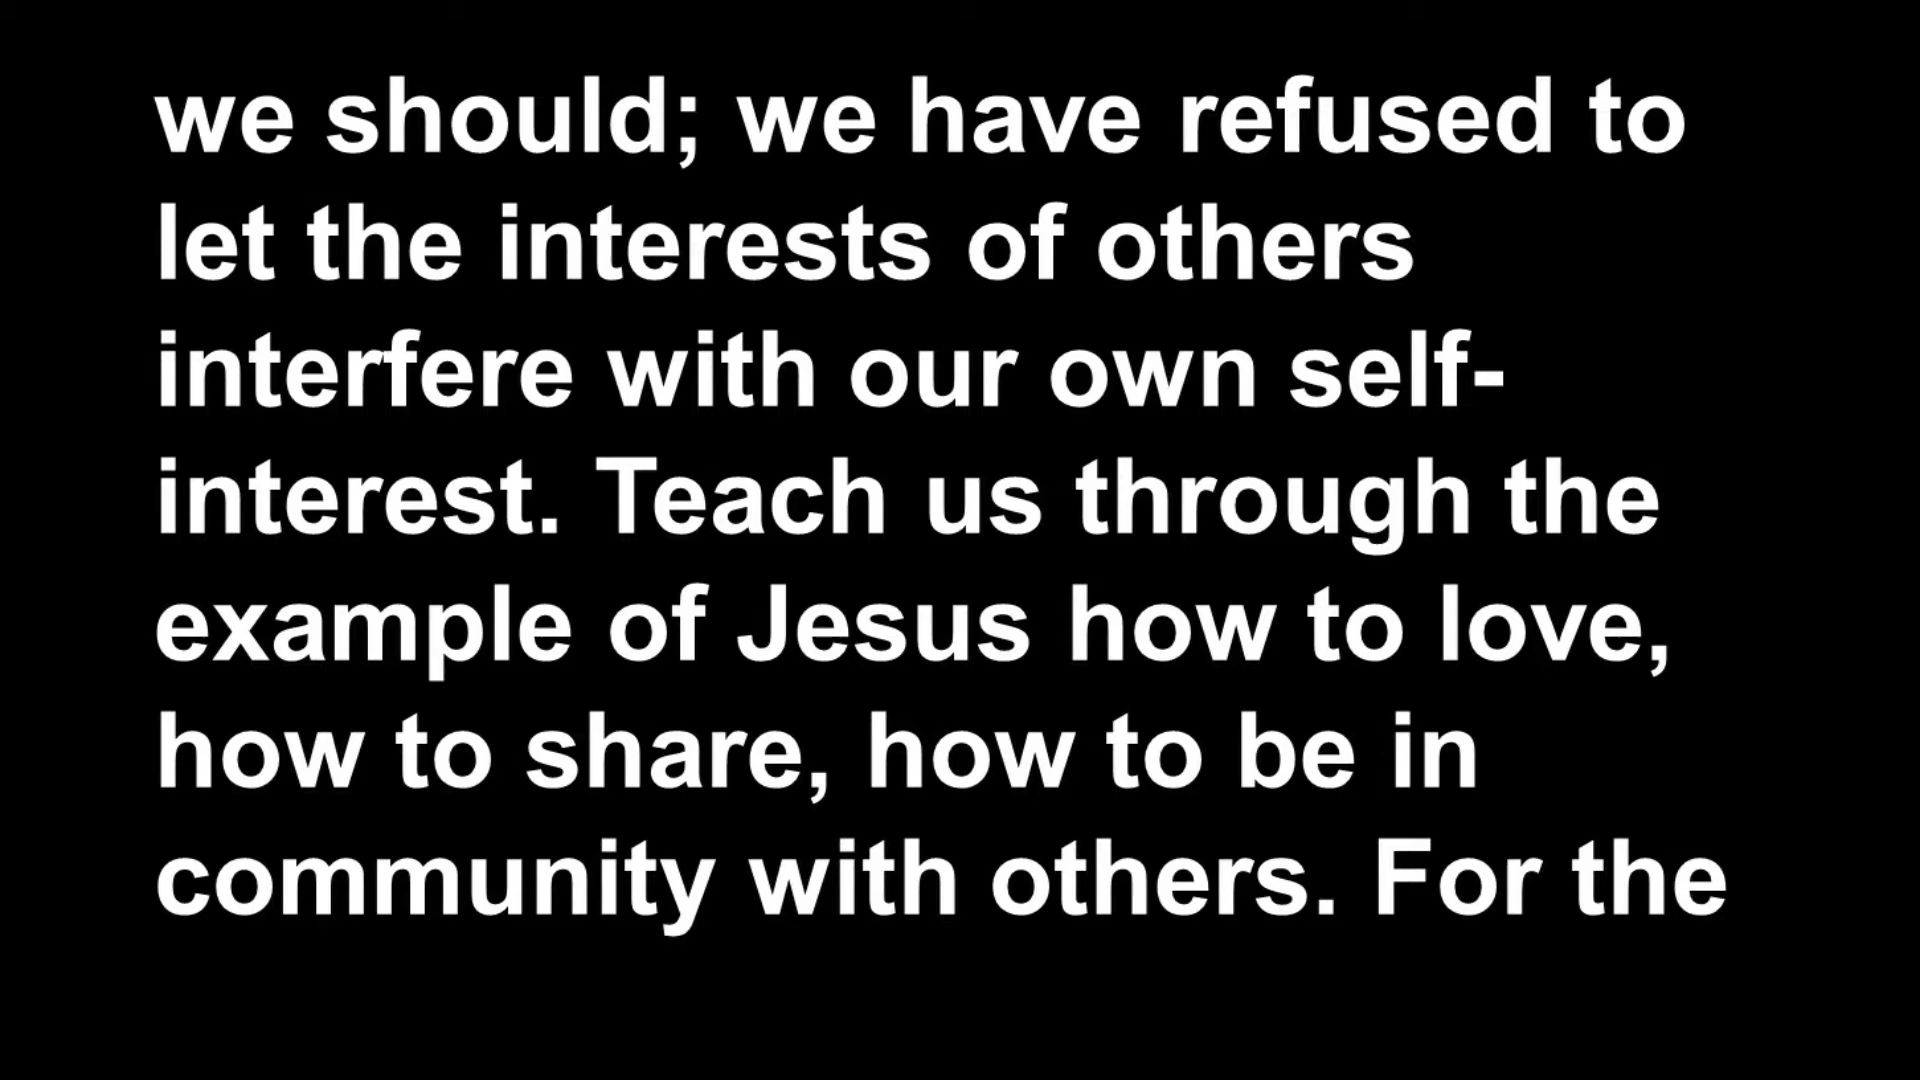 we should; we have refused to
let the interests of others
interfere with our own self-
interest. Teach us through the
example of Jesus how to love,
how to share, how to be in
community with others. For the